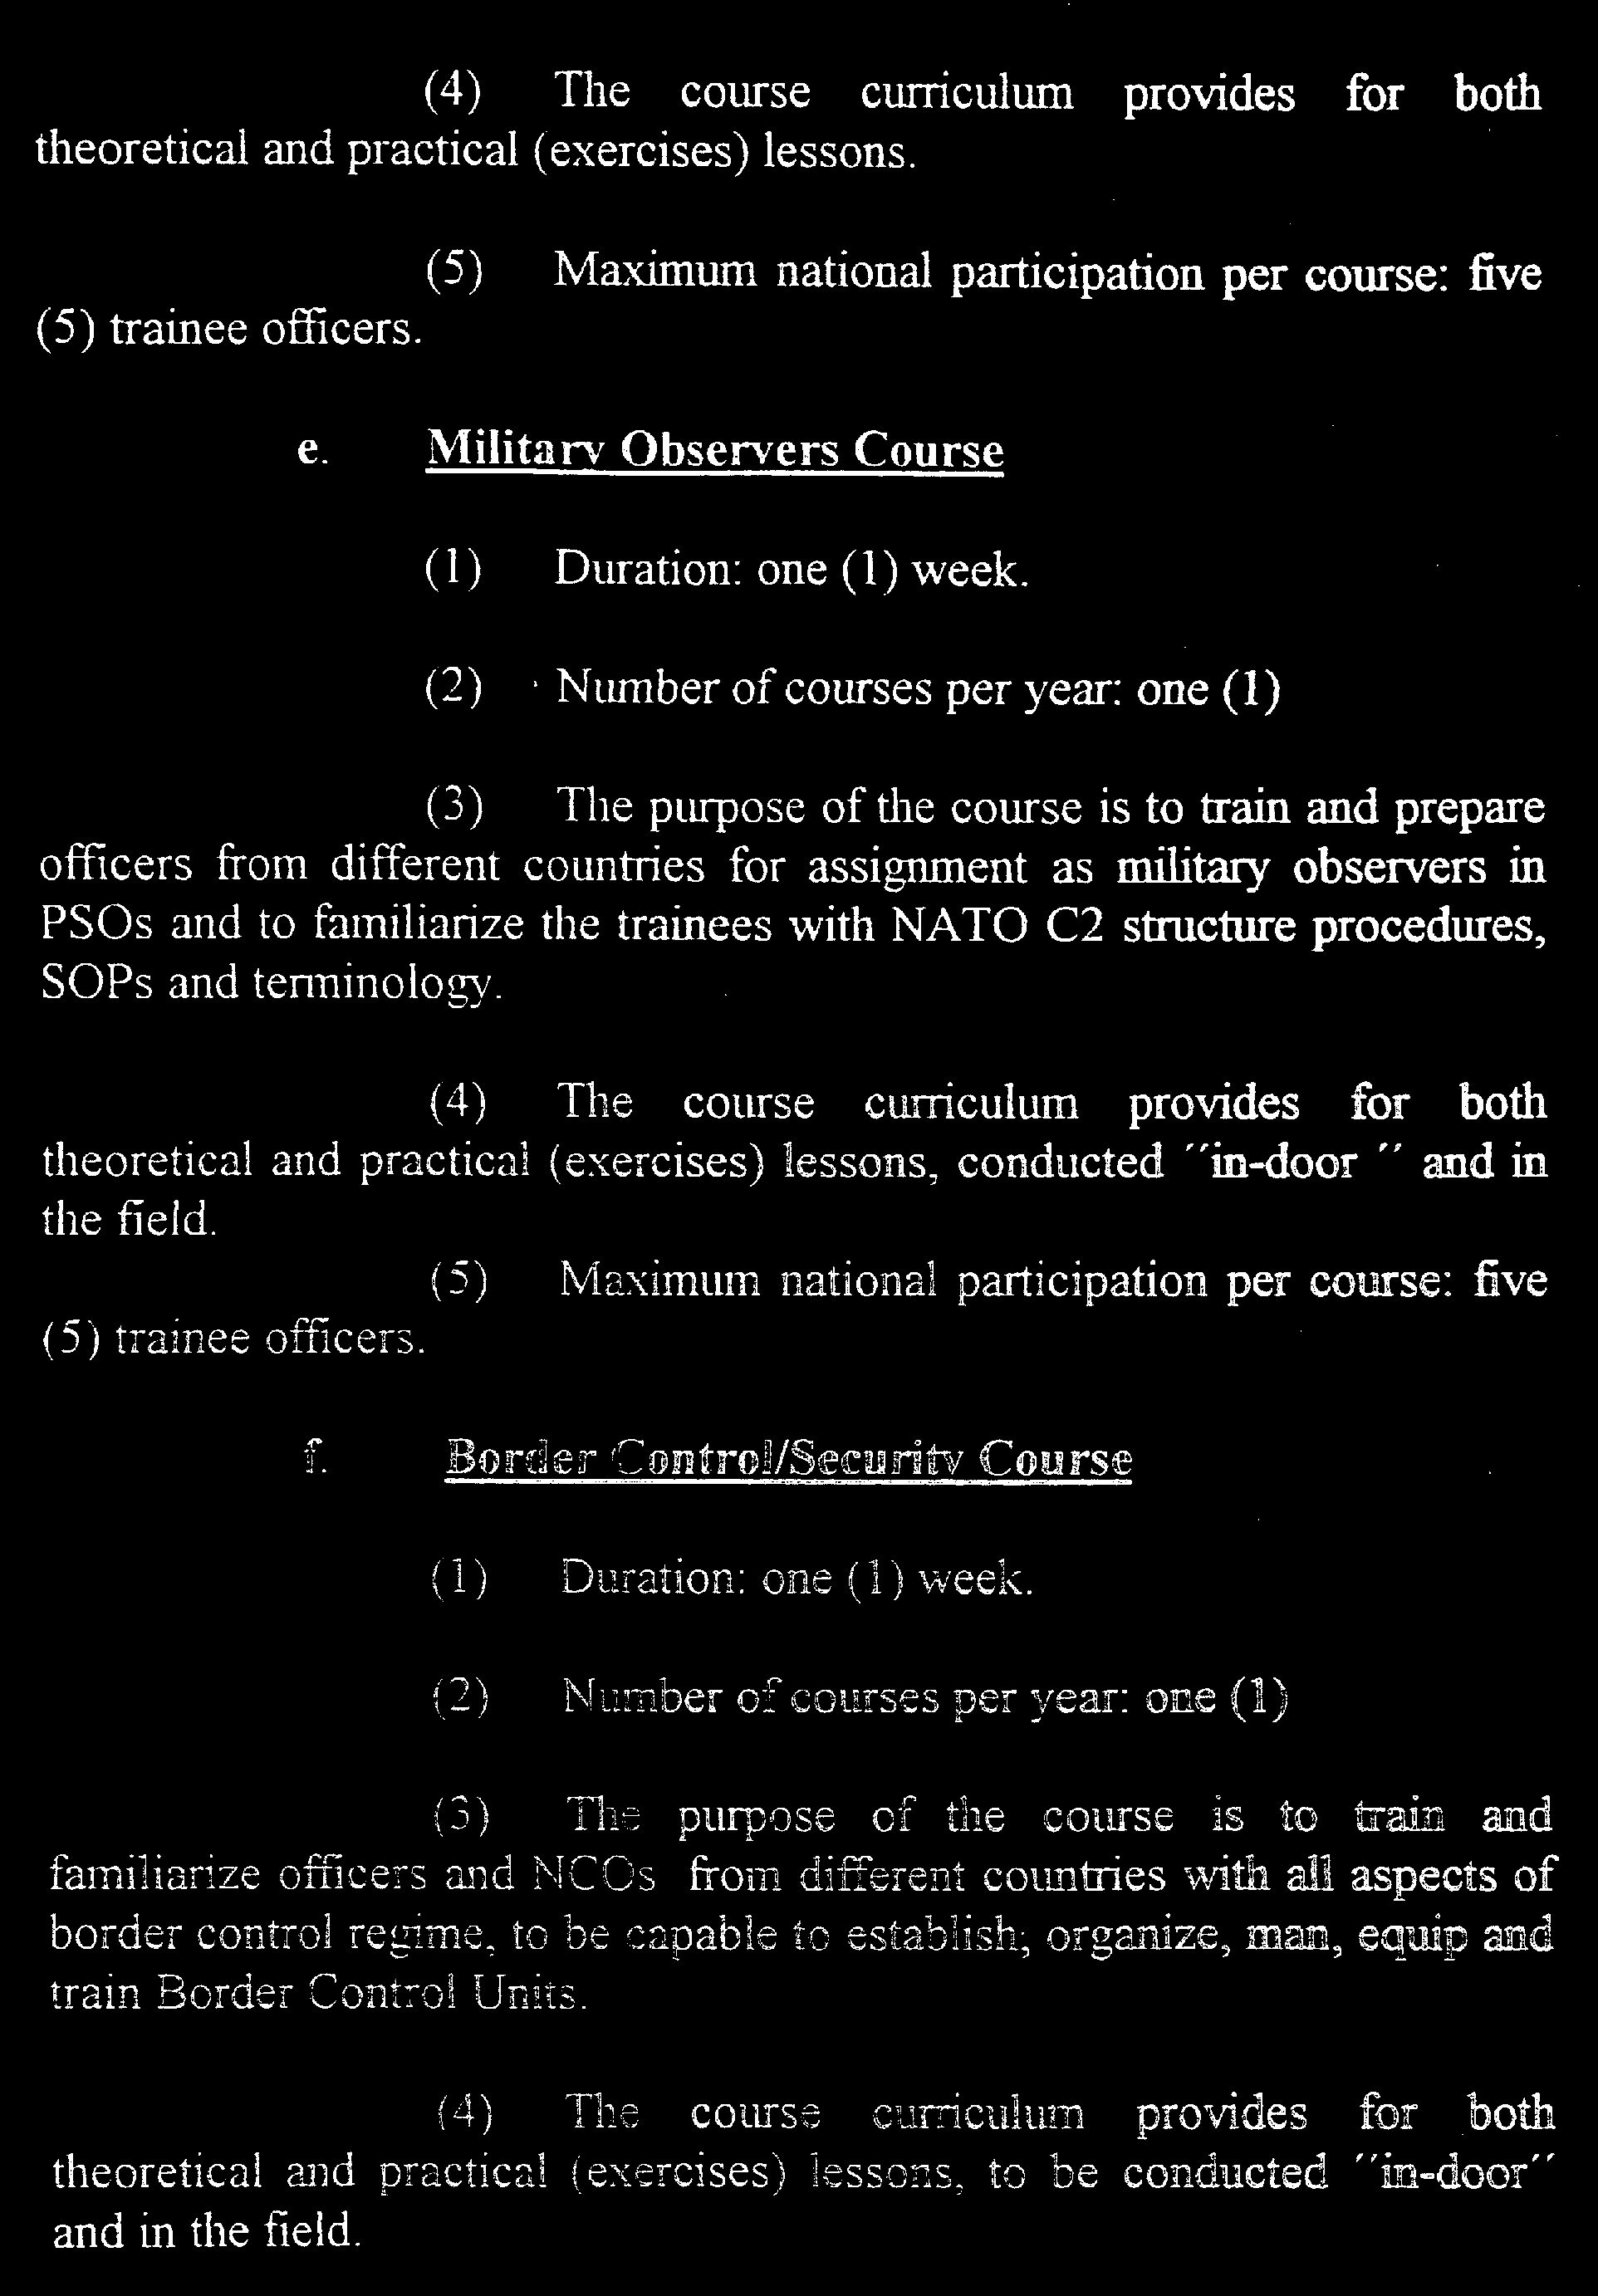 (4) The course curriculum provides for both
theoretical and practical (exercises) lessons.
(5) Maximum national participation per course: five
(5) trainee officers.
e. Military Observers Course
(1) Duration: one (1) week.
(2) Number of courses per year: one (1)
(3) The purpose of the course is to train and prepare
officers from different countries for assignment as military observers in
PSOs and to familiarize the trainees with NATO C2 structure procedures,
SOPs and terminology.
(4) The course curriculum provides for both
theoretical and practical (exercises) lessons, conducted "in-door " and in
the field.
(5) Maximum national participation per course: five
(5) trainee officers.
f. Border Control/Security Course
(1) Duration: one (1) week.
(2) Number of courses per year: one (1)
(3) The purpose of the course is to train and
familiarize officers and NCOs from different countries with all aspects of
border control regime, to be capable to establish, organize, man, equip and
train Border Control Units.
(4) The course curriculum provides for both
theoretical and practical (exercises) lessons, to be conducted "in-door"
and in the field.